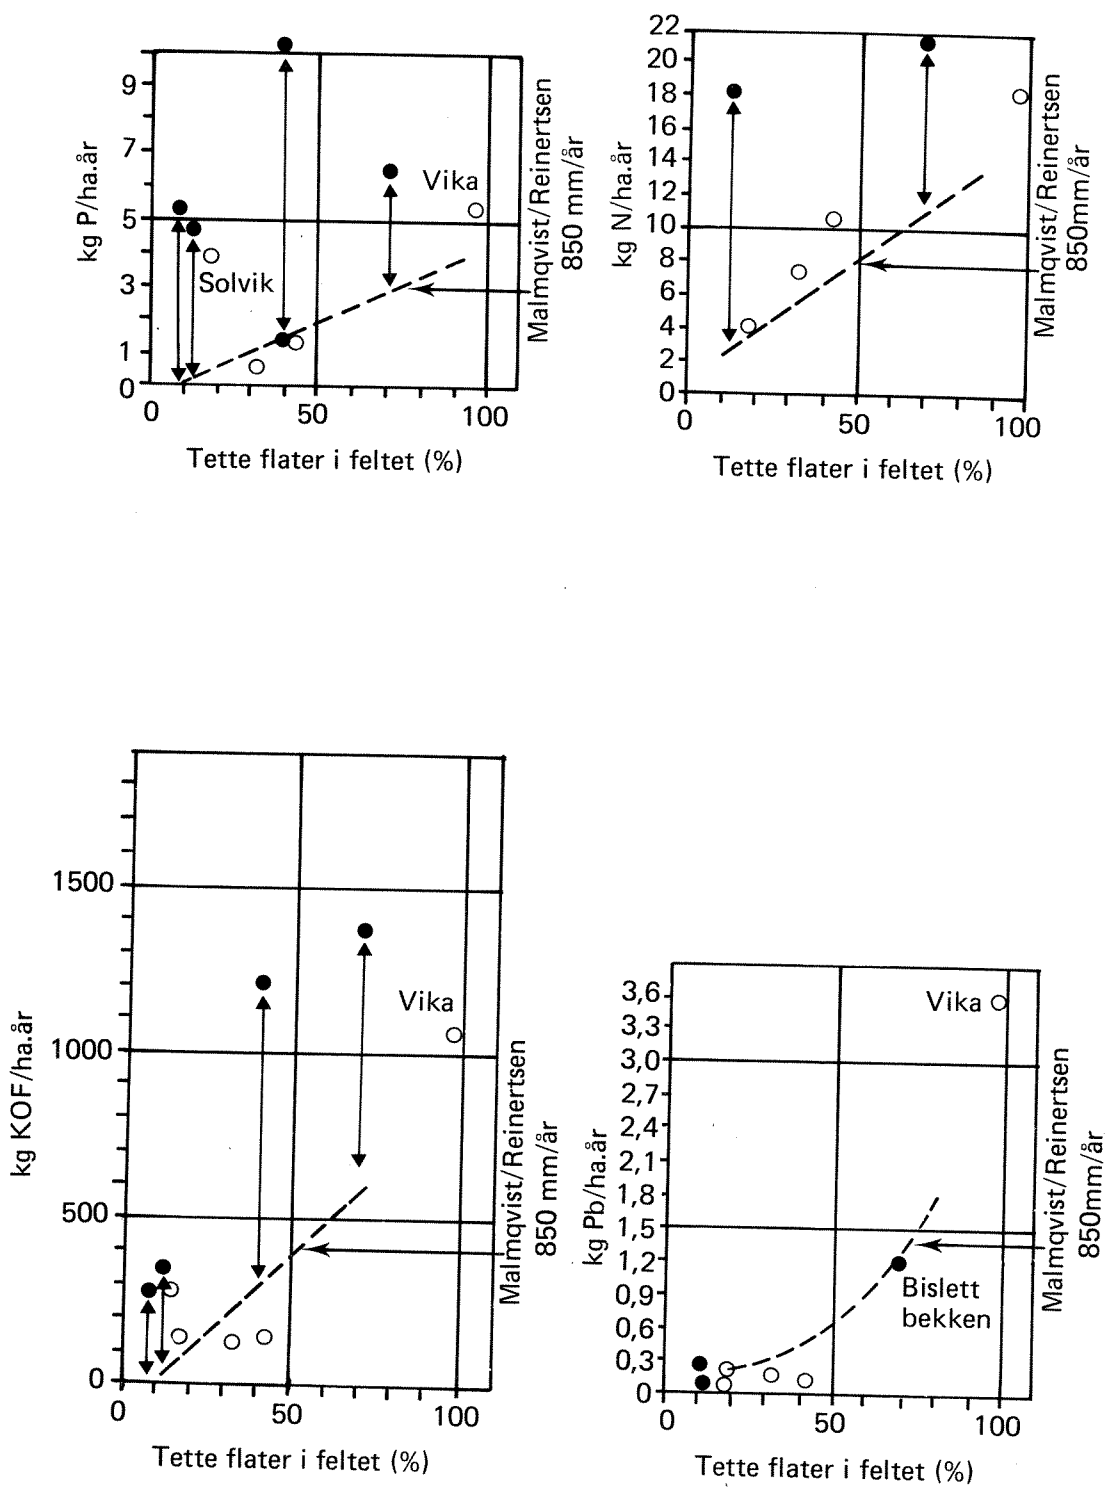 kg P/ha.år
9
7
5
3
1
0
Vika
Solvik
0
50
100
Tette flater i feltet (%)
Malmqvist/Reinertsen
850 mm/år
kg N/ha.år
22
20
18
16
14
12
10
8
6
4
2
0
0
50
100
Tette flater i feltet (%)
Malmqvist/Reinertsen
850mm/år
kg KOF/ha.år
1500
1000
500
0
Vika
0
50
100
Tette flater i feltet (%)
Malmqvist/Reinertsen
850 mm/år
kg Pb/ha.år
3,6
3,3
3,0
2,7
2,4
2,1
1,8
1,5
1,2
0,9
0,6
0,3
0
Vika
Bislett
bekken
0
50
100
Tette flater i feltet (%)
Malmqvist/Reinertsen
850mm/år